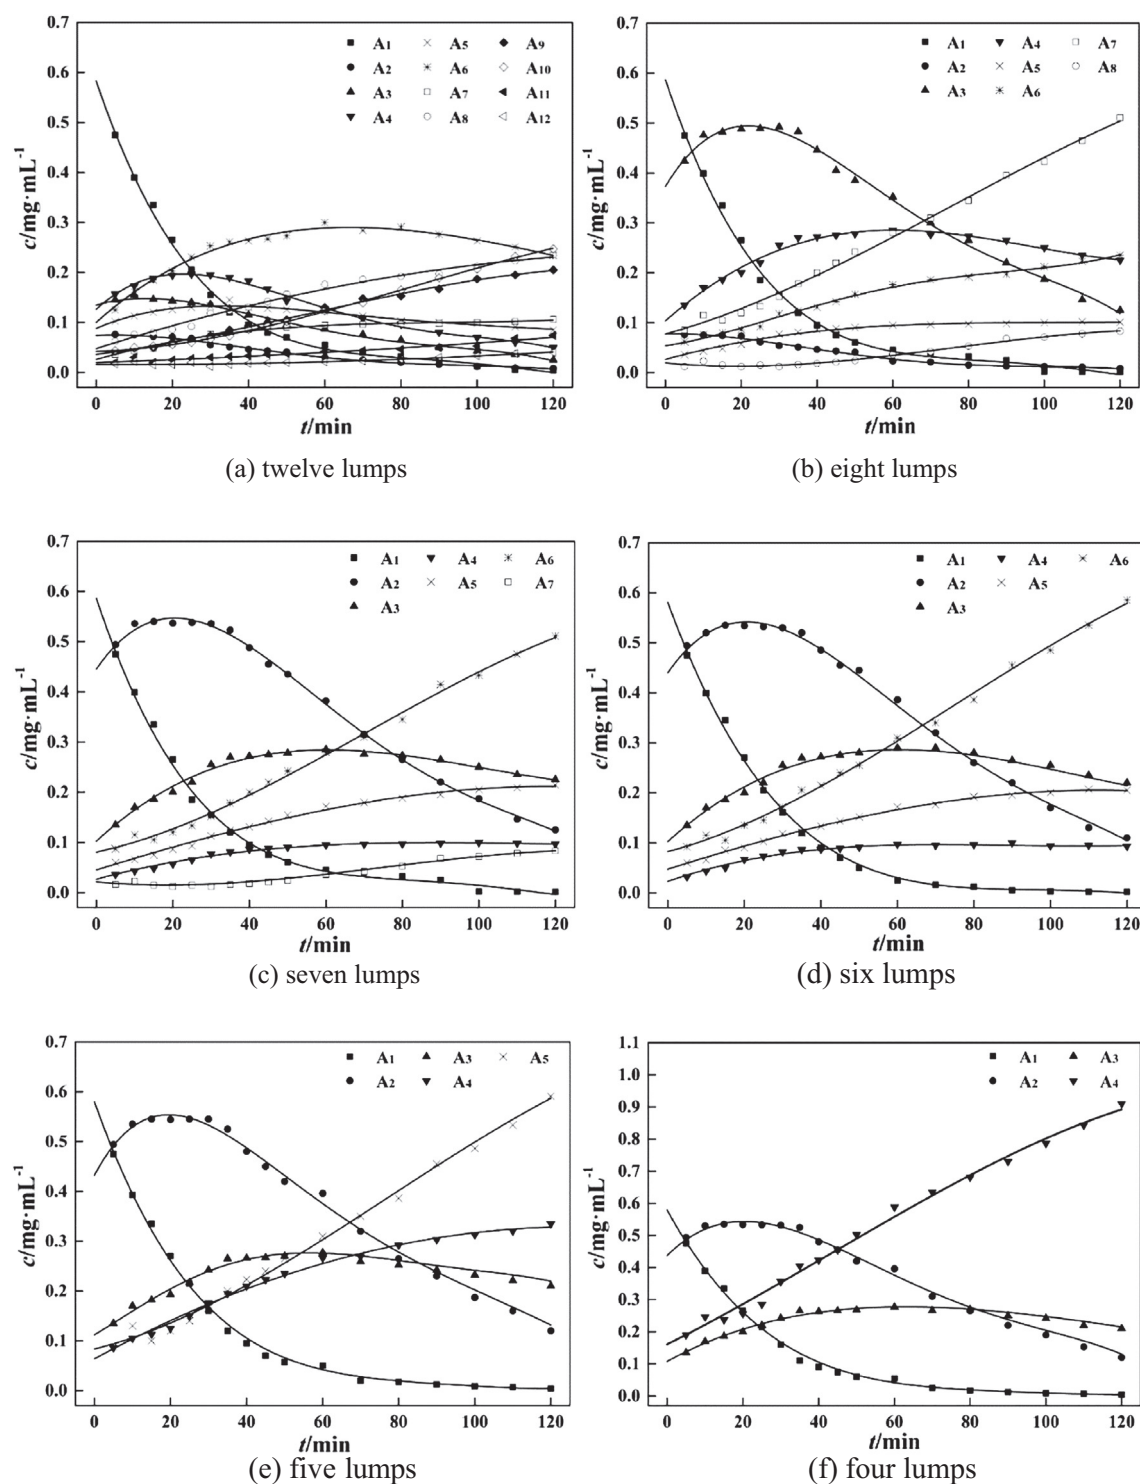 0.7
0.6
0.5
0.4
0.3
0.2
0.1
0.0
c/mg·mL⁻¹
A₁ A₅ A₉
A₂ A₆ A₁₀
A₃ A₇ A₁₁
A₄ A₈ A₁₂
0 20 40 60 80 100 120
t/min
(a) twelve lumps
0.7
0.6
0.5
0.4
0.3
0.2
0.1
0.0
c/mg·mL⁻¹
A₁ A₄ A₇
A₂ A₅ A₈
A₃ A₆
0 20 40 60 80 100 120
t/min
(b) eight lumps
0.7
0.6
0.5
0.4
0.3
0.2
0.1
0.0
c/mg·mL⁻¹
A₁ A₄ A₆
A₂ A₅ A₇
A₃
0 20 40 60 80 100 120
t/min
(c) seven lumps
0.7
0.6
0.5
0.4
0.3
0.2
0.1
0.0
c/mg·mL⁻¹
A₁ A₄ A₆
A₂ A₅
A₃
0 20 40 60 80 100 120
t/min
(d) six lumps
0.7
0.6
0.5
0.4
0.3
0.2
0.1
0.0
c/mg·mL⁻¹
A₁ A₃ A₅
A₂ A₄
0 20 40 60 80 100 120
t/min
(e) five lumps
1.1
1.0
0.9
0.8
0.7
0.6
0.5
0.4
0.3
0.2
0.1
0.0
c/mg·mL⁻¹
A₁ A₃
A₂ A₄
0 20 40 60 80 100 120
t/min
(f) four lumps